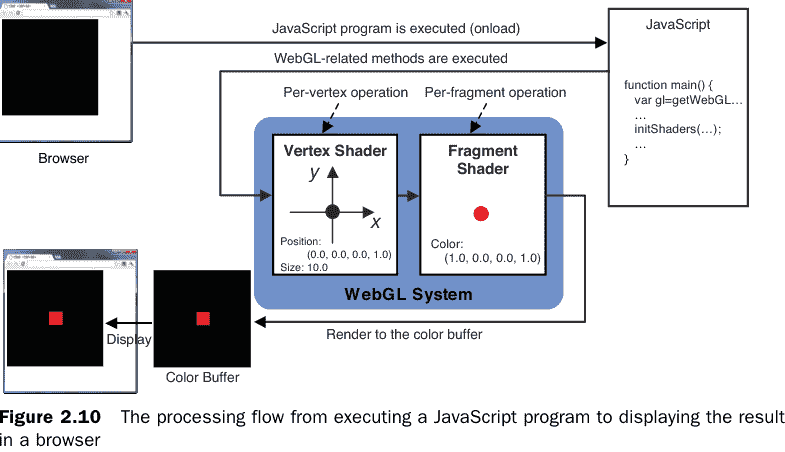 JavaScript program is executed (onload)
JavaScript
WebGL-related methods are executed
Per-vertex operation
Per-fragment operation
function main() {
var gl=getWebGL…
…
initShaders(…);
…
}
Browser
Vertex Shader
y
x
Position:
(0.0, 0.0, 0.0, 1.0)
Size: 10.0
Fragment
Shader
Color:
(1.0, 0.0, 0.0, 1.0)
WebGL System
Render to the color buffer
Display
Color Buffer
Figure 2.10 The processing flow from executing a JavaScript program to displaying the result
in a browser